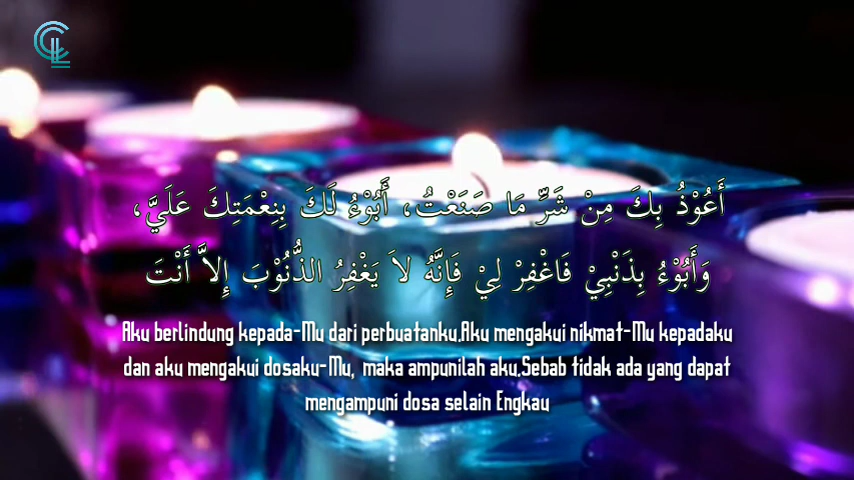 أَعُوْذُ بِكَ مِنْ شَرِّ مَا صَنَعْتُ، أَبُوْءُ لَكَ بِنِعْمَتِكَ عَلَيَّ،
وَأَبُوْءُ بِذَنْبِيْ فَاغْفِرْ لِيْ فَإِنَّهُ لاَ يَغْفِرُ الذُّنُوْبَ إِلاَّ أَنْتَ
Aku berlindung kepada-Mu dari perbuatanku.Aku mengakui nikmat-Mu kepadaku
dan aku mengakui dosaku-Mu, maka ampunilah aku.Sebab tidak ada yang dapat
mengampuni dosa selain Engkau